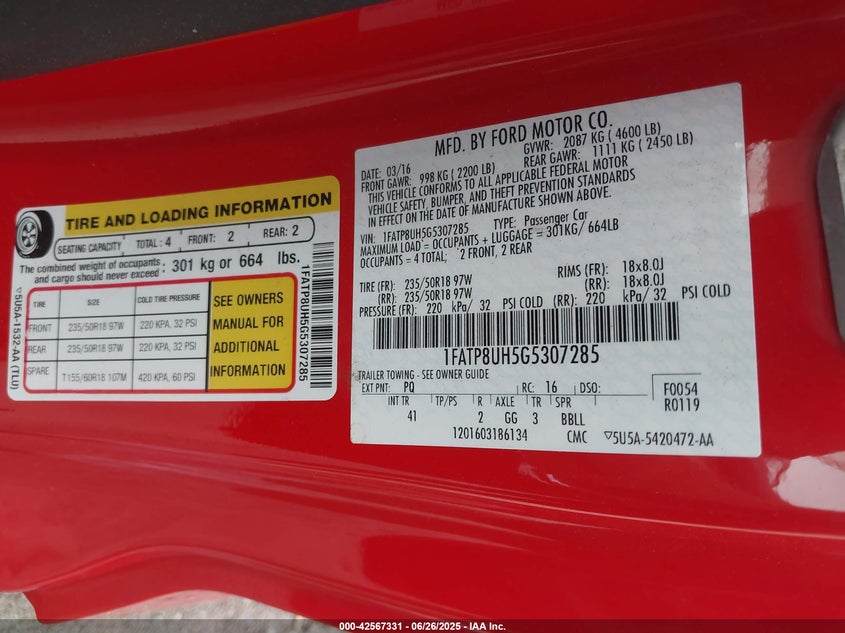 TIRE AND LOADING INFORMATION
SEATING CAPACITY TOTAL: 4 FRONT: 2 REAR: 2
The combined weight of occupants and cargo should never exceed 301 kg or 664 lbs.
TIRE SIZE COLD TIRE PRESSURE
FRONT 235/50R18 97W 220 KPA, 32 PSI
REAR 235/50R18 97W 220 KPA, 32 PSI
SPARE T155/60R18 107M 420 KPA, 60 PSI
SEE OWNERS
MANUAL FOR
ADDITIONAL
INFORMATION
1FATP8UH5G5307285
▽5U5A-1532-AA (TLU)
MFD. BY FORD MOTOR CO.
DATE: 03/16 GVWR: 2087 KG ( 4600 LB)
FRONT GAWR: 998 KG ( 2200 LB) REAR GAWR: 1111 KG ( 2450 LB)
THIS VEHICLE CONFORMS TO ALL APPLICABLE FEDERAL MOTOR
VEHICLE SAFETY, BUMPER, AND THEFT PREVENTION STANDARDS
IN EFFECT ON THE DATE OF MANUFACTURE SHOWN ABOVE.
VIN: 1FATP8UH5G5307285 TYPE: Passenger Car
MAXIMUM LOAD = OCCUPANTS + LUGGAGE = 301KG/ 664LB
OCCUPANTS = 4 TOTAL; 2 FRONT, 2 REAR
TIRE (FR): 235/50R18 97W RIMS (FR): 18x8.0J
(RR): 235/50R18 97W (RR): 18x8.0J
PRESSURE (FR): 220 kPa/ 32 PSI COLD (RR): 220 kPa/ 32 PSI COLD
1FATP8UH5G5307285
TRAILER TOWING - SEE OWNER GUIDE
EXT PNT: PQ RC: 16 DSO: F0054
R0119
INT TR TP/PS R AXLE TR SPR
41 2 GG 3 BBLL
1201603186134 CMC ▽5U5A-5420472-AA
000-42567331 | 06/26/2025 | IAA Inc.